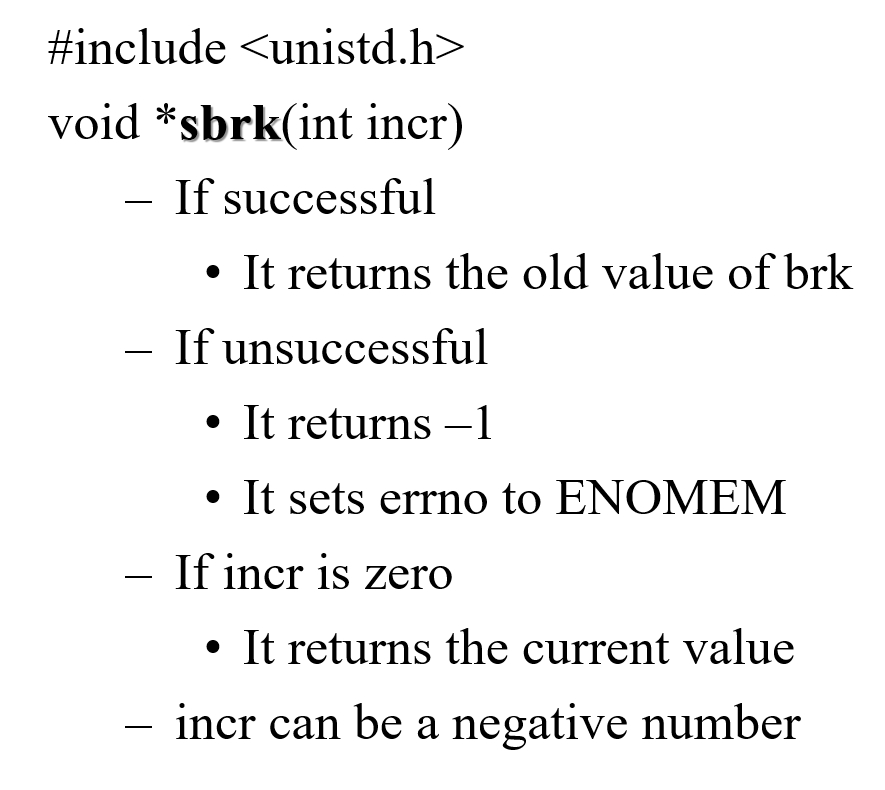 #include <unistd.h>
void *sbrk(int incr)
– If successful
• It returns the old value of brk
– If unsuccessful
• It returns –1
• It sets errno to ENOMEM
– If incr is zero
• It returns the current value
– incr can be a negative number